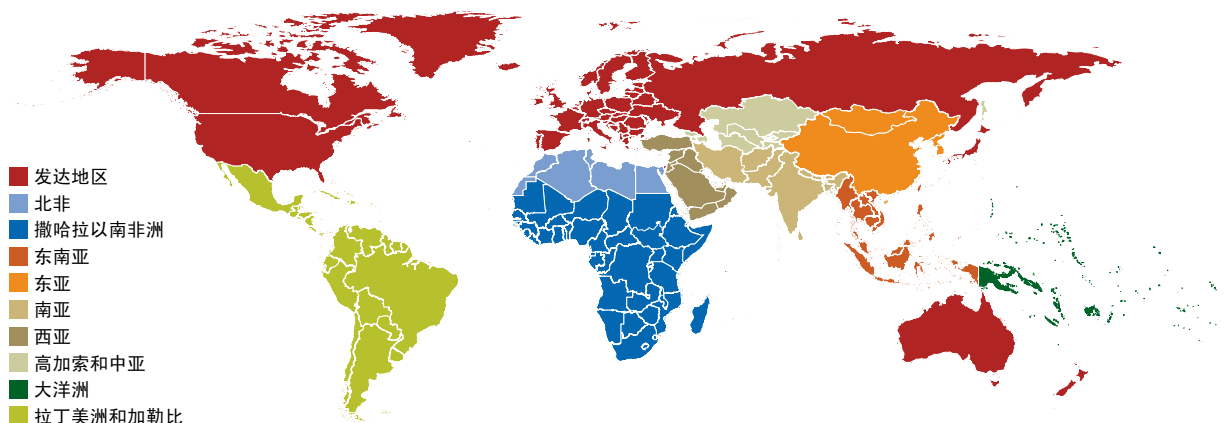 发达地区
北非
撒哈拉以南非洲
东南亚
东亚
南亚
西亚
高加索和中亚
大洋洲
拉丁美洲和加勒比